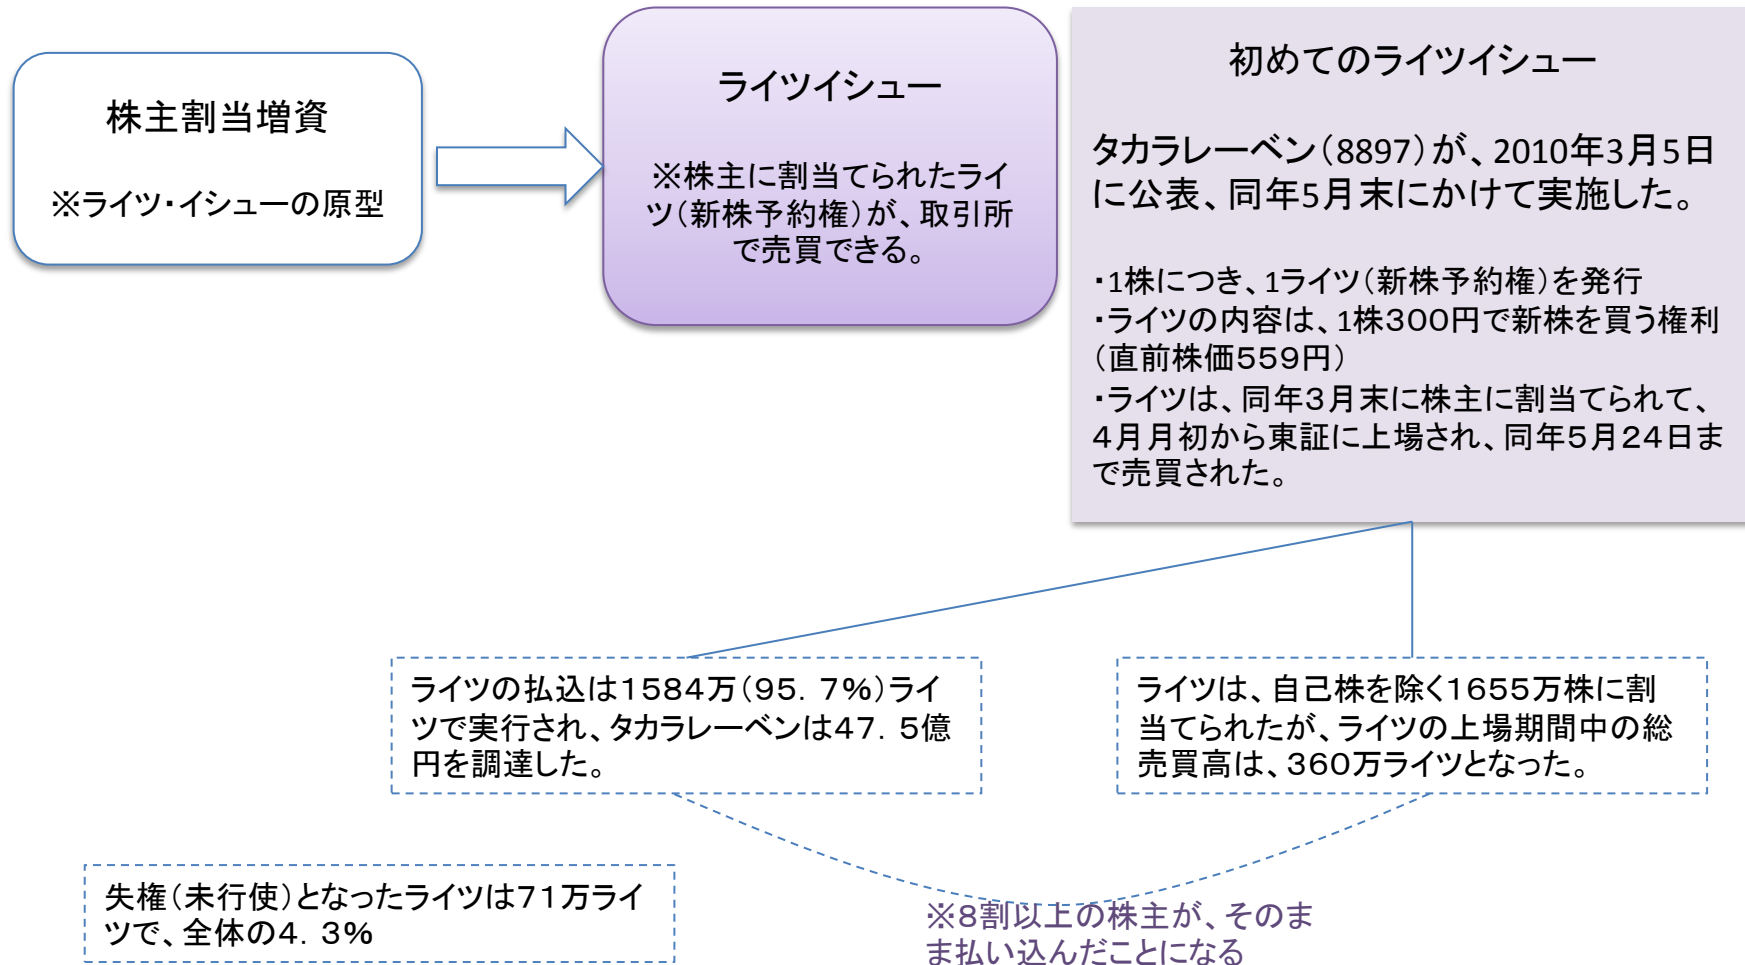 株主割当増資
※ライツ・イシューの原型
ライツイシュー
※株主に割当てられたライ
ツ（新株予約権）が、取引所
で売買できる。
初めてのライツイシュー
タカラレーベン（8897）が、2010年3月5日
に公表、同年5月末にかけて実施した。
・1株につき、1ライツ（新株予約権）を発行
・ライツの内容は、1株３００円で新株を買う権利
（直前株価５５９円）
・ライツは、同年３月末に株主に割当てられて、
４月月初から東証に上場され、同年５月２４日ま
で売買された。
ライツの払込は１５８４万（９５．７％）ライ
ツで実行され、タカラレーベンは４７．５億
円を調達した。
ライツは、自己株を除く１６５５万株に割
当てられたが、ライツの上場期間中の総
売買高は、３６０万ライツとなった。
失権（未行使）となったライツは７１万ライ
ツで、全体の４．３％
※８割以上の株主が、そのま
ま払い込んだことになる